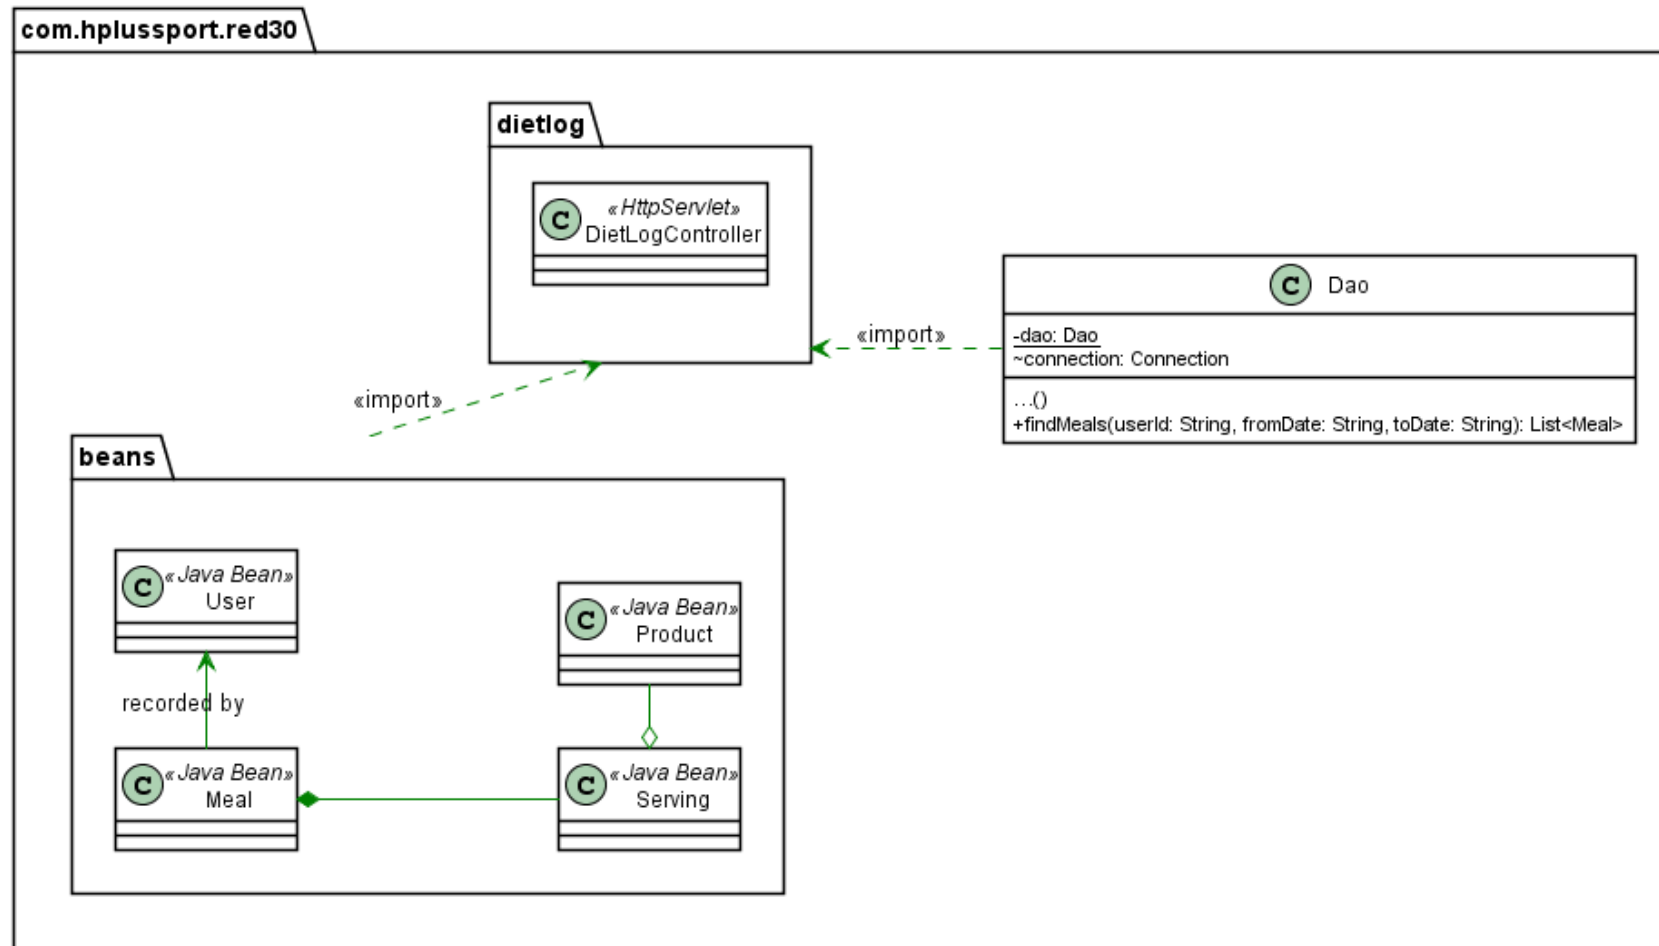 com.hplussport.red30
dietlog
C
«HttpServlet»
DietLogController
C Dao
-dao: Dao
~connection: Connection
...()
+findMeals(userId: String, fromDate: String, toDate: String): List<Meal>
«import»
«import»
beans
C
«Java Bean»
User
C
«Java Bean»
Product
recorded by
C
«Java Bean»
Meal
C
«Java Bean»
Serving